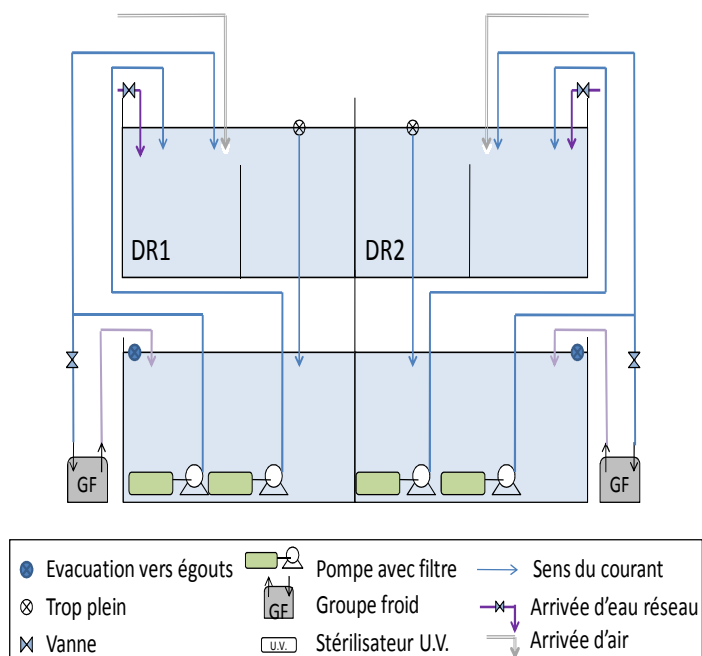 DR1
DR2
GF
GF
Evacuation vers égouts
Pompe avec filtre
Sens du courant
Trop plein
GF
Groupe froid
Arrivée d'eau réseau
Vanne
U.V.
Stérilisateur U.V.
Arrivée d'air